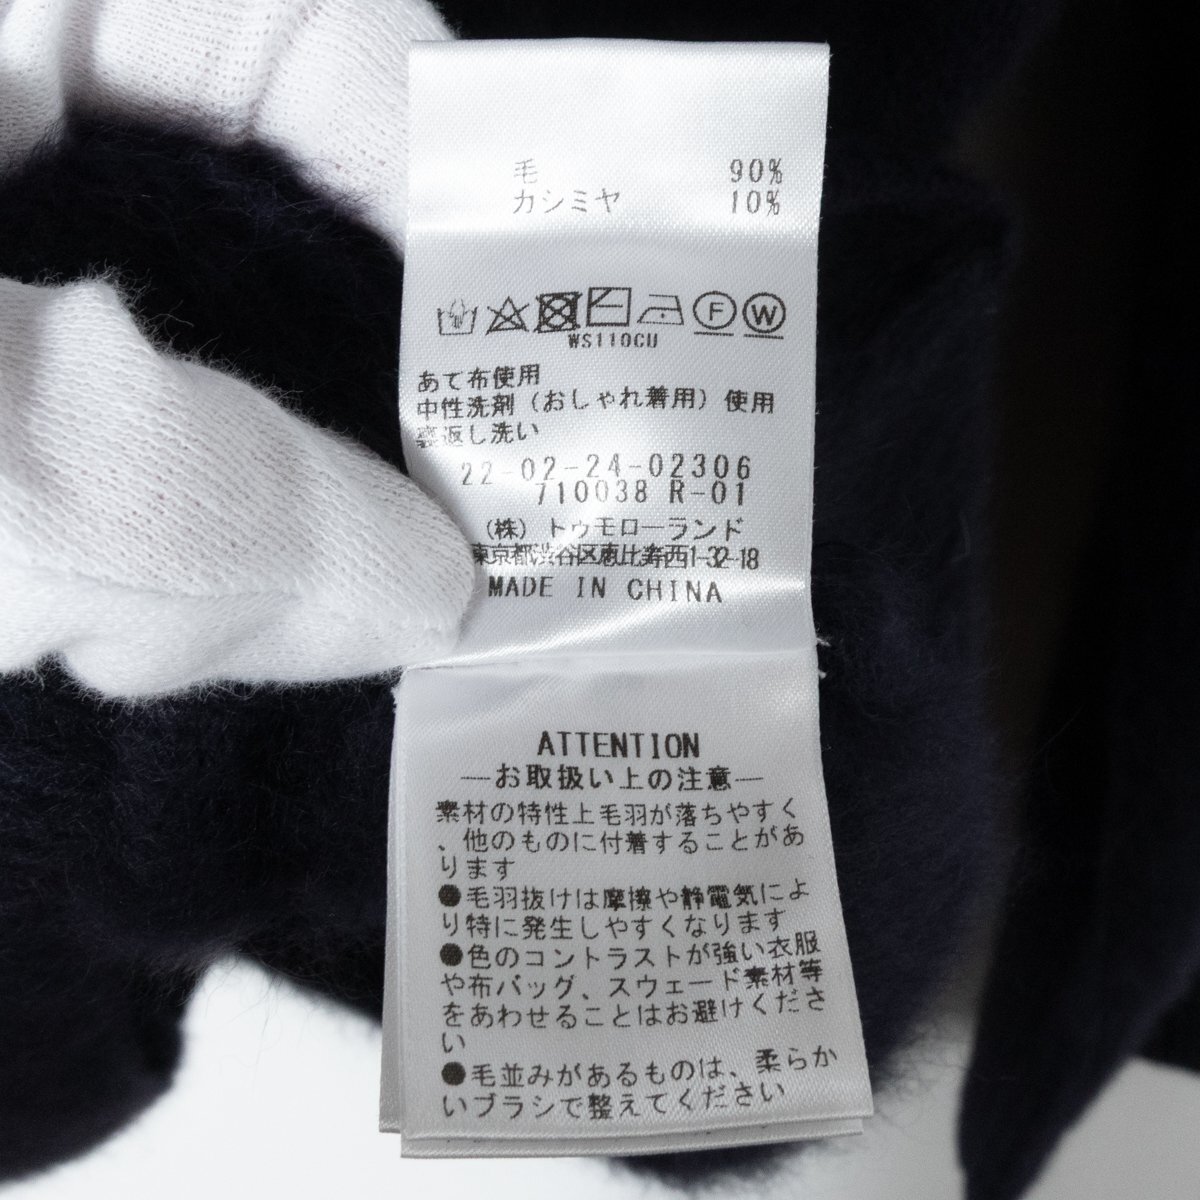 毛 90%
カシミヤ 10%
F W
WS110CU
あて布使用
中性洗剤（おしゃれ着用）使用
裏返し洗い
22-02-24-02306
710038 R-01
（株）トゥモローランド
東京都渋谷区恵比寿西1-32-18
MADE IN CHINA
ATTENTION
―お取扱い上の注意―
素材の特性上毛羽が落ちやすく
、他のものに付着することがあ
ります
●毛羽抜けは摩擦や静電気によ
り特に発生しやすくなります
●色のコントラストが強い衣服
や布バッグ、スウェード素材等
をあわせることはお避けくださ
い
●毛並みがあるものは、柔らか
いブラシで整えてください